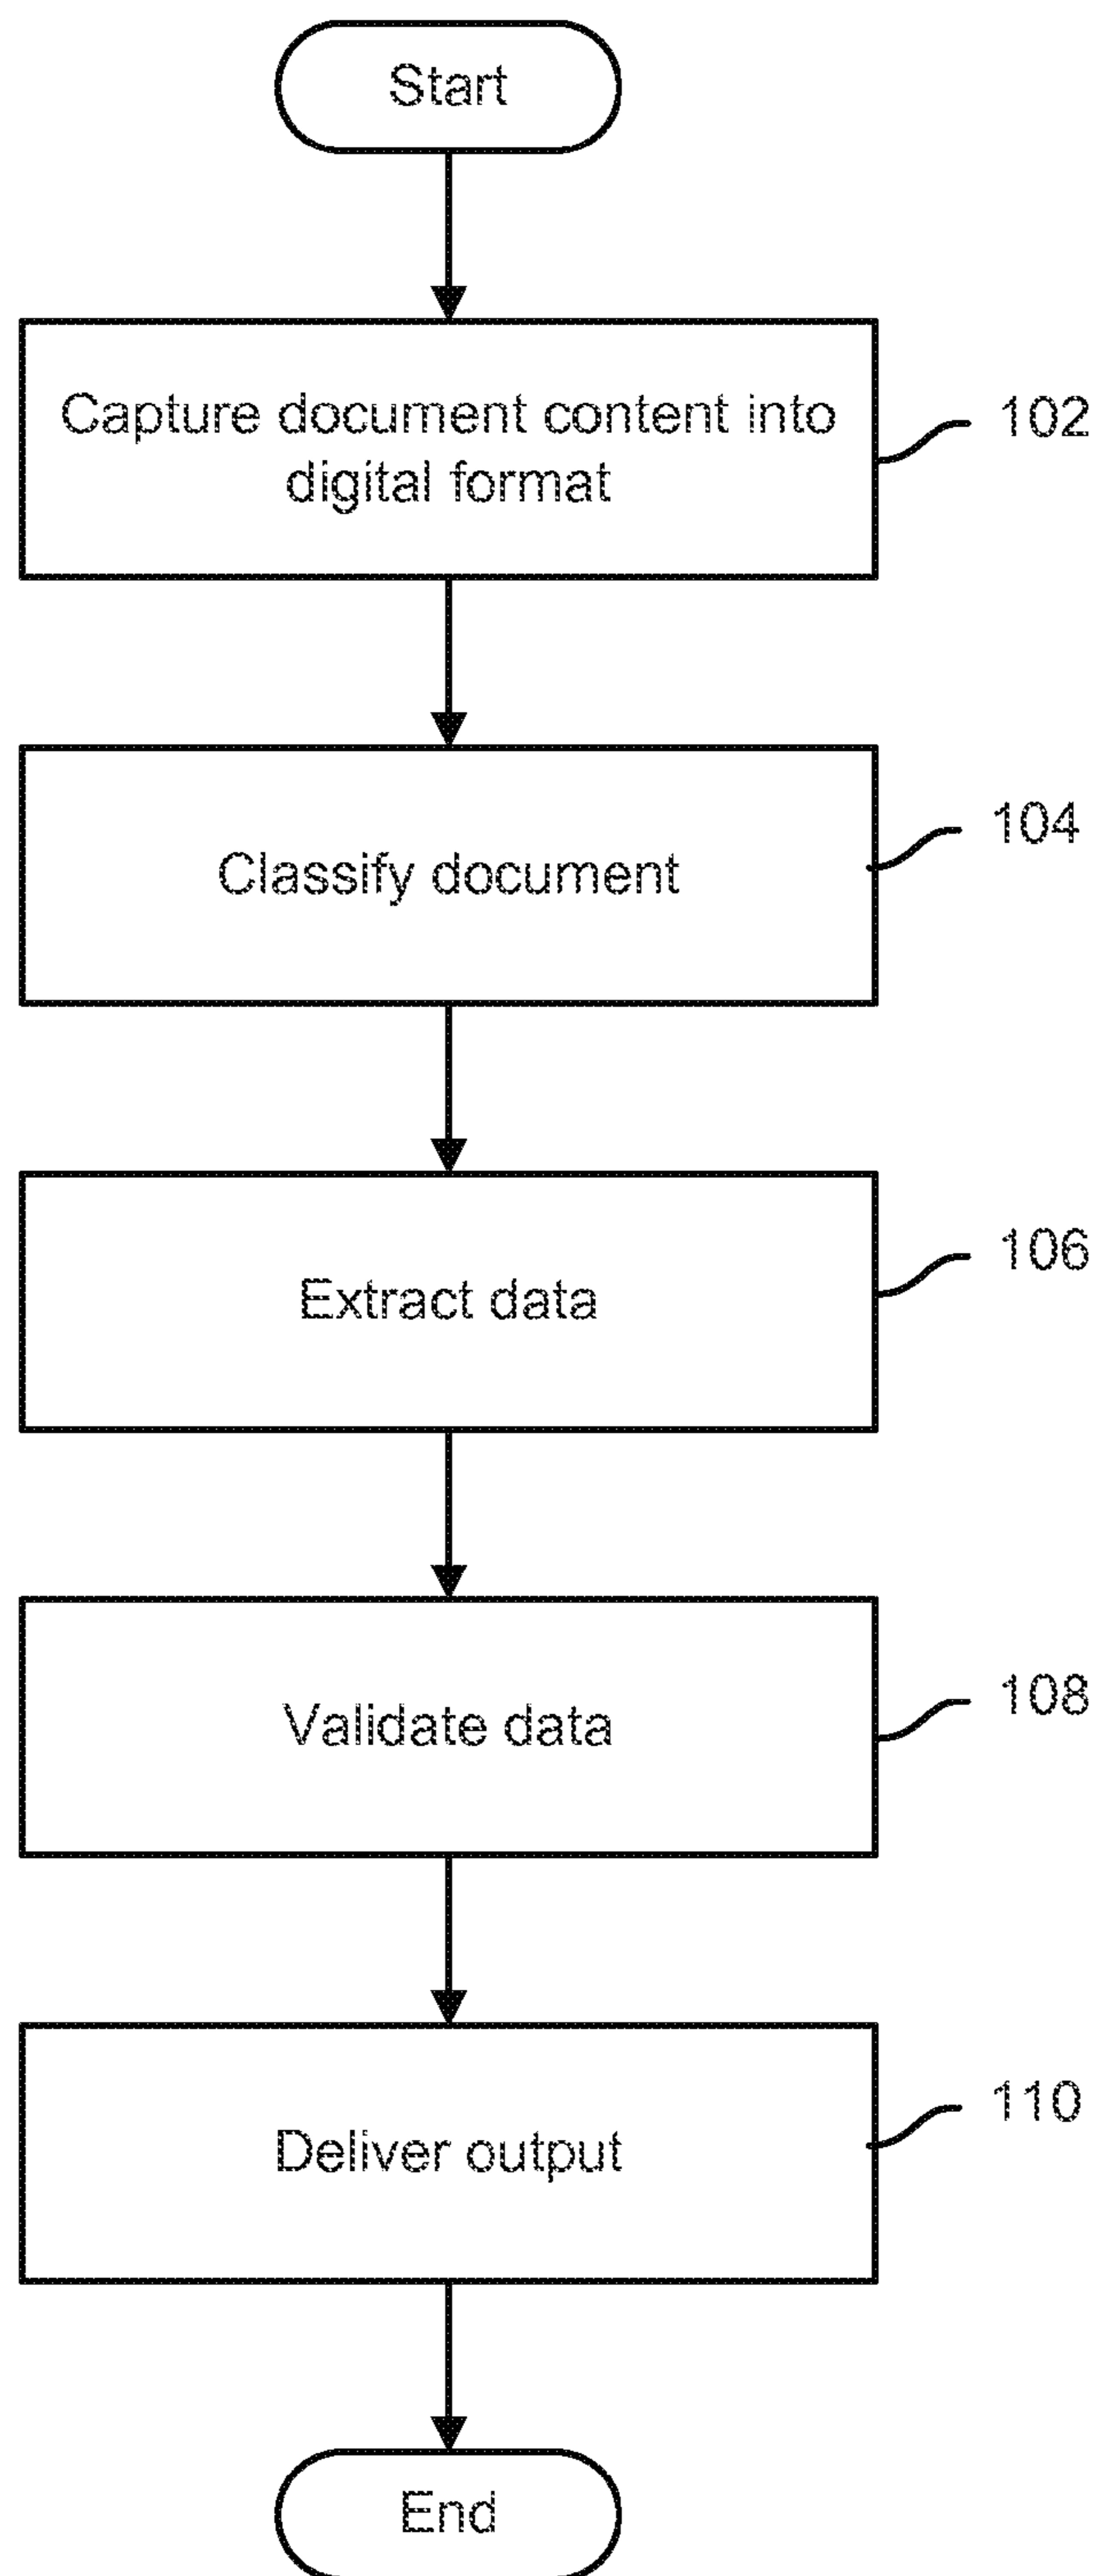 Start
Capture document content into
digital format
102
Classify document
104
Extract data
106
Validate data
108
Deliver output
110
End